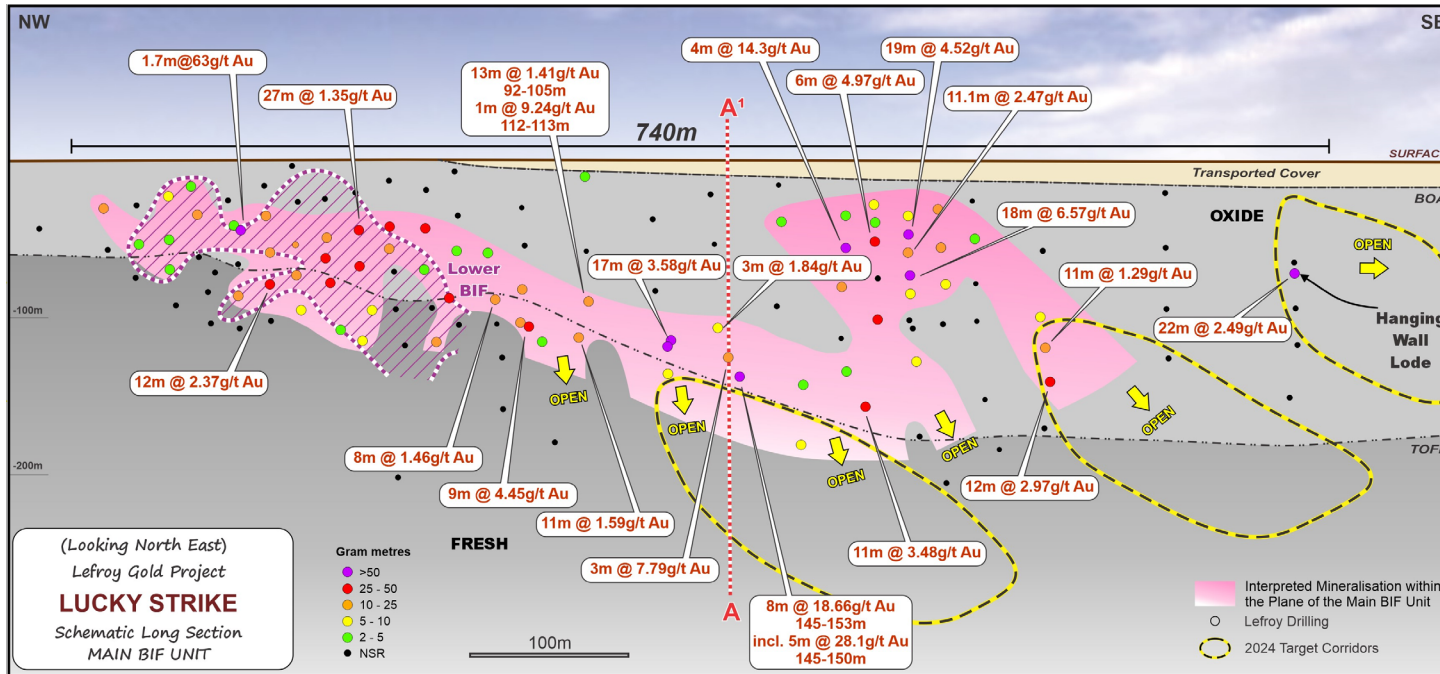 NW
SE
1.7m@63g/t Au
27m @ 1.35g/t Au
13m @ 1.41g/t Au
92-105m
1m @ 9.24g/t Au
112-113m
4m @ 14.3g/t Au
19m @ 4.52g/t Au
6m @ 4.97g/t Au
11.1m @ 2.47g/t Au
A¹
740m
SURFAC
Transported Cover
BOA
OXIDE
18m @ 6.57g/t Au
OPEN
Lower
BIF
17m @ 3.58g/t Au
3m @ 1.84g/t Au
11m @ 1.29g/t Au
-100m
22m @ 2.49g/t Au
Hanging
Wall
Lode
12m @ 2.37g/t Au
OPEN
OPEN
OPEN
OPEN
OPEN
TOF
8m @ 1.46g/t Au
-200m
9m @ 4.45g/t Au
12m @ 2.97g/t Au
11m @ 1.59g/t Au
FRESH
11m @ 3.48g/t Au
3m @ 7.79g/t Au
A
8m @ 18.66g/t Au
145-153m
incl. 5m @ 28.1g/t Au
145-150m
(Looking North East)
Lefroy Gold Project
LUCKY STRIKE
Schematic Long Section
MAIN BIF UNIT
Gram metres
>50
25 - 50
10 - 25
5 - 10
2 - 5
NSR
100m
Interpreted Mineralisation within
the Plane of the Main BIF Unit
Lefroy Drilling
2024 Target Corridors